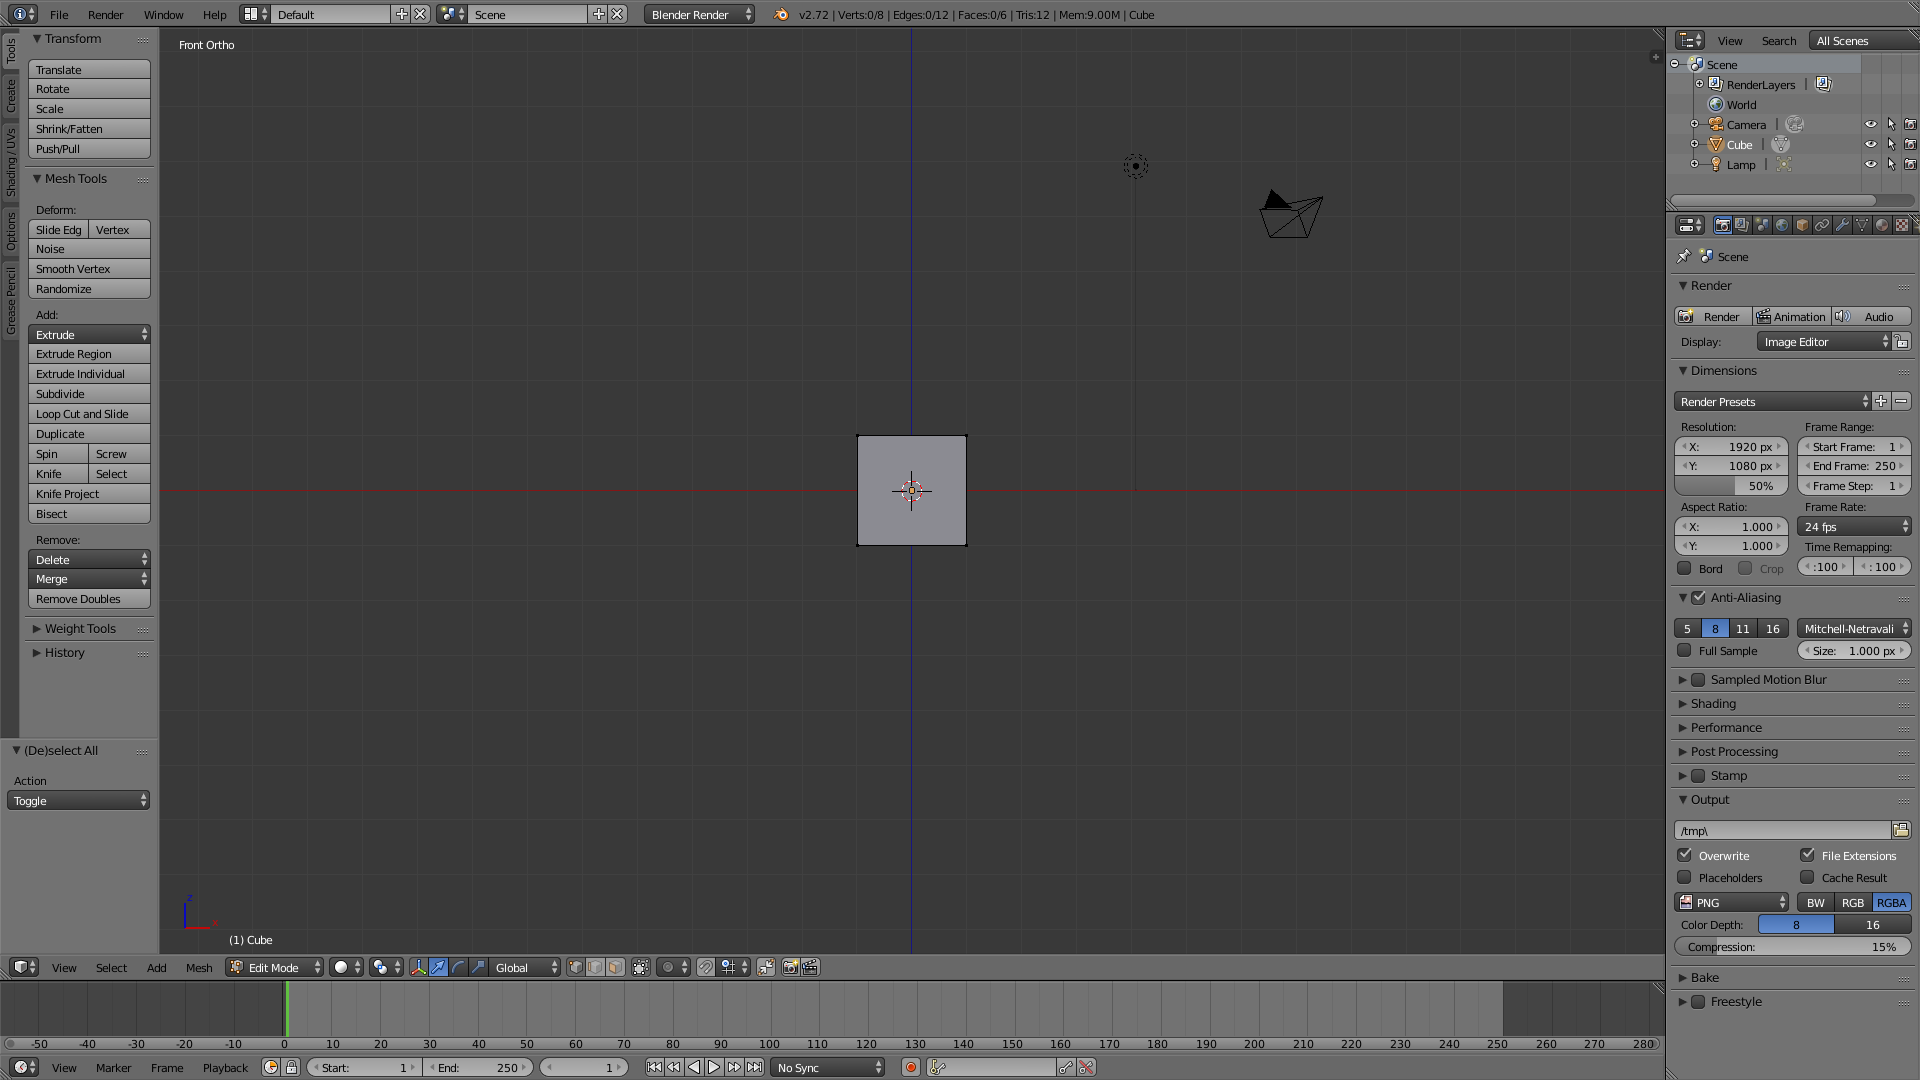 File Render Window Help Default Scene Blender Render v2.72 | Verts:0/8 | Edges:0/12 | Faces:0/6 | Tris:12 | Mem:9.00M | Cube
Tools
Create
Shading / UVs
Options
Grease Pencil
Transform
Translate
Rotate
Scale
Shrink/Fatten
Push/Pull
Mesh Tools
Deform:
Slide Edg Vertex
Noise
Smooth Vertex
Randomize
Add:
Extrude
Extrude Region
Extrude Individual
Subdivide
Loop Cut and Slide
Duplicate
Spin Screw
Knife Select
Knife Project
Bisect
Remove:
Delete
Merge
Remove Doubles
Weight Tools
History
(De)select All
Action
Toggle
Front Ortho
z
x
(1) Cube
View Select Add Mesh Edit Mode Global
-50 -40 -30 -20 -10 0 10 20 30 40 50 60 70 80 90 100 110 120 130 140 150 160 170 180 190 200 210 220 230 240 250 260 270 280
View Marker Frame Playback Start: 1 End: 250 1 No Sync
View Search All Scenes
Scene
RenderLayers |
World
Camera |
Cube |
Lamp |
Scene
Render
Render Animation Audio
Display: Image Editor
Dimensions
Render Presets
Resolution: Frame Range:
X: 1920 px Start Frame: 1
Y: 1080 px End Frame: 250
50% Frame Step: 1
Aspect Ratio: Frame Rate:
X: 1.000 24 fps
Y: 1.000 Time Remapping:
Bord Crop :100 : 100
Anti-Aliasing
5 8 11 16 Mitchell-Netravali
Full Sample Size: 1.000 px
Sampled Motion Blur
Shading
Performance
Post Processing
Stamp
Output
/tmp\
Overwrite File Extensions
Placeholders Cache Result
PNG BW RGB RGBA
Color Depth: 8 16
Compression: 15%
Bake
Freestyle